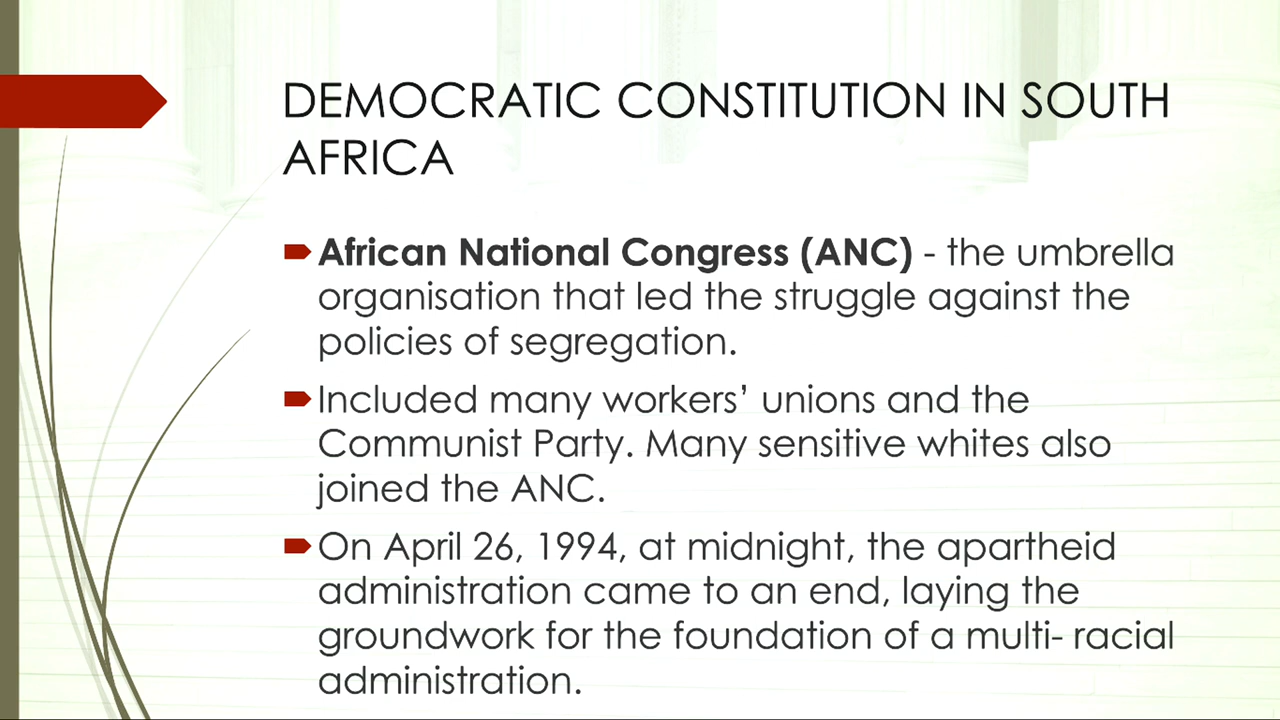 DEMOCRATIC CONSTITUTION IN SOUTH
AFRICA
African National Congress (ANC) - the umbrella
organisation that led the struggle against the
policies of segregation.
Included many workers’ unions and the
Communist Party. Many sensitive whites also
joined the ANC.
On April 26, 1994, at midnight, the apartheid
administration came to an end, laying the
groundwork for the foundation of a multi- racial
administration.